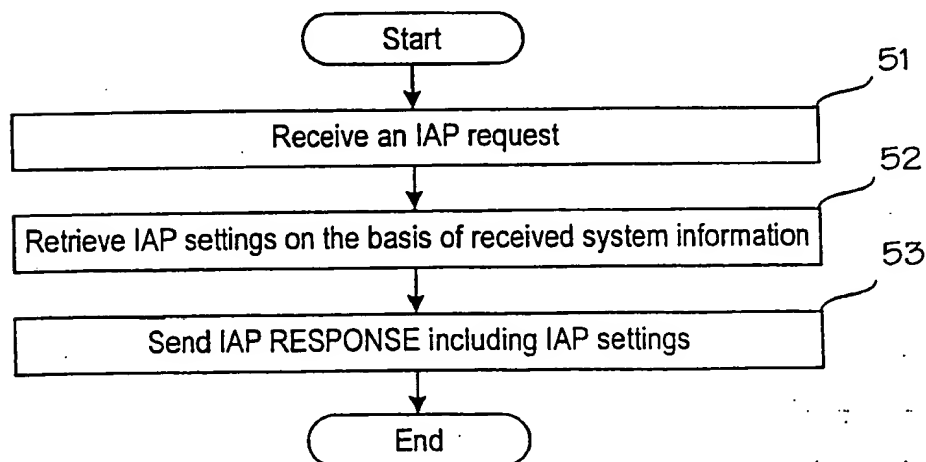 Start
51
Receive an IAP request
52
Retrieve IAP settings on the basis of received system information
53
Send IAP RESPONSE including IAP settings
End